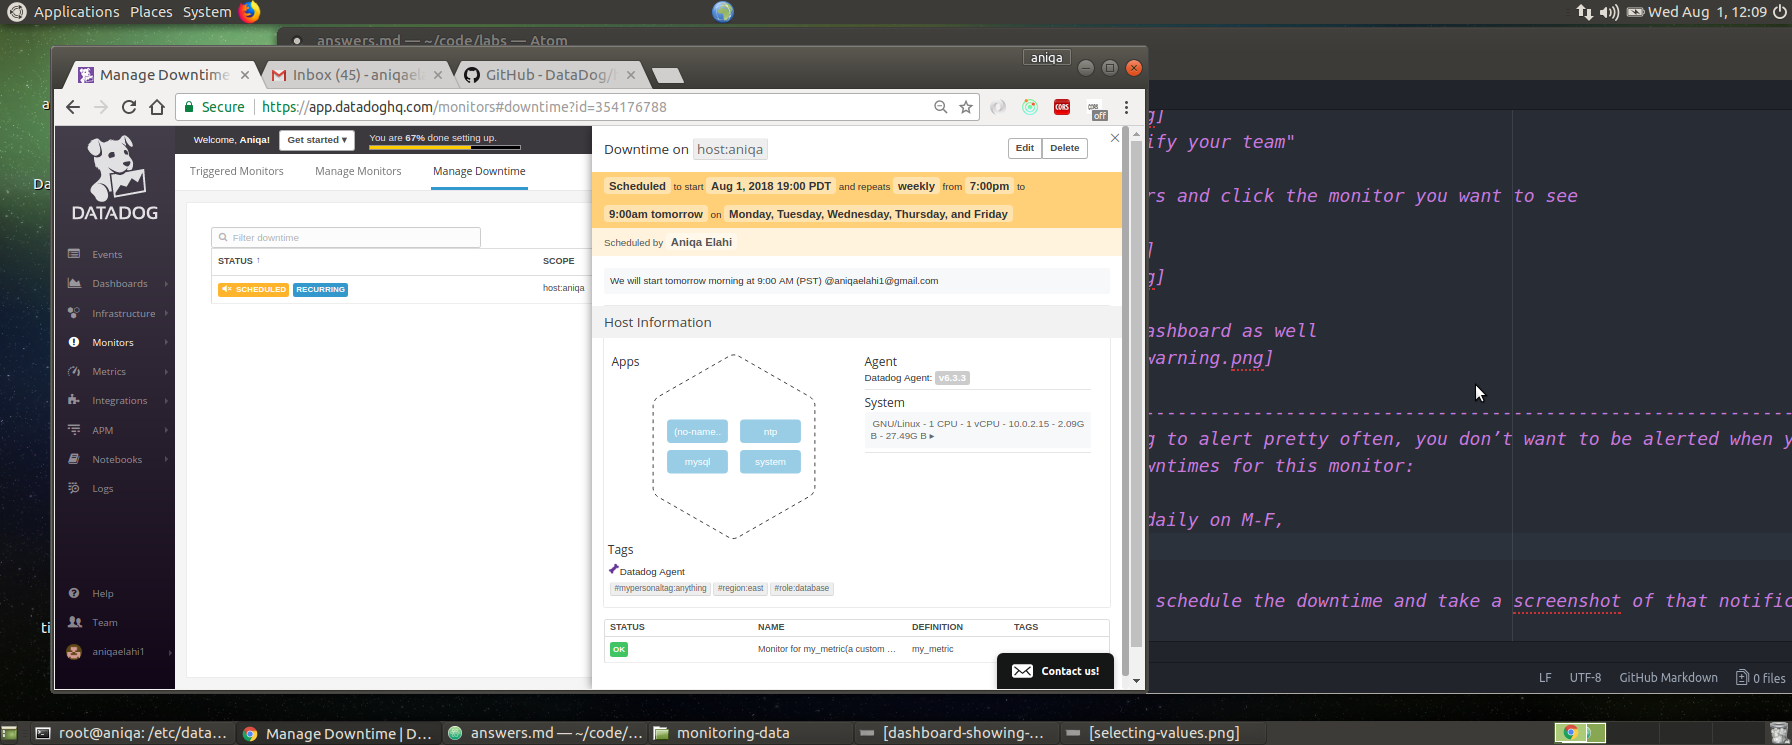 Applications Places System
Wed Aug 1, 12:09
answers.md — ~/code/labs — Atom
aniqa
Manage Downtime
Inbox (45) - aniqael
GitHub - DataDog/
Secure https://app.datadoghq.com/monitors#downtime?id=354176788
CORS
off
DATADOG
Events
Dashboards
Infrastructure
Monitors
Metrics
Integrations
APM
Notebooks
Logs
Help
Team
aniqaelahi1
Welcome, Aniqa!
Get started ▾
You are 67% done setting up.
Triggered Monitors
Manage Monitors
Manage Downtime
Filter downtime
STATUS ↑ SCOPE
SCHEDULED RECURRING host:aniqa
Downtime on host:aniqa
Edit Delete
Scheduled to start Aug 1, 2018 19:00 PDT and repeats weekly from 7:00pm to
9:00am tomorrow on Monday, Tuesday, Wednesday, Thursday, and Friday
Scheduled by Aniqa Elahi
We will start tomorrow morning at 9:00 AM (PST) @aniqaelahi1@gmail.com
Host Information
Apps
(no-name.. ntp
mysql system
Agent
Datadog Agent: v6.3.3
System
GNU/Linux - 1 CPU - 1 vCPU - 10.0.2.15 - 2.09G
B - 27.49G B ▸
Tags
Datadog Agent
#mypersonaltag:anything #region:east #role:database
STATUS NAME DEFINITION TAGS
OK Monitor for my_metric(a custom ... my_metric
Contact us!
g]
ify your team"
rs and click the monitor you want to see
]
g]
ashboard as well
warning.png]
g to alert pretty often, you don’t want to be alerted when y
wntimes for this monitor:
daily on M-F,
schedule the downtime and take a screenshot of that notific
LF UTF-8 GitHub Markdown 0 files
root@aniqa: /etc/data...
Manage Downtime | D...
answers.md — ~/code/...
monitoring-data
[dashboard-showing-...
[selecting-values.png]